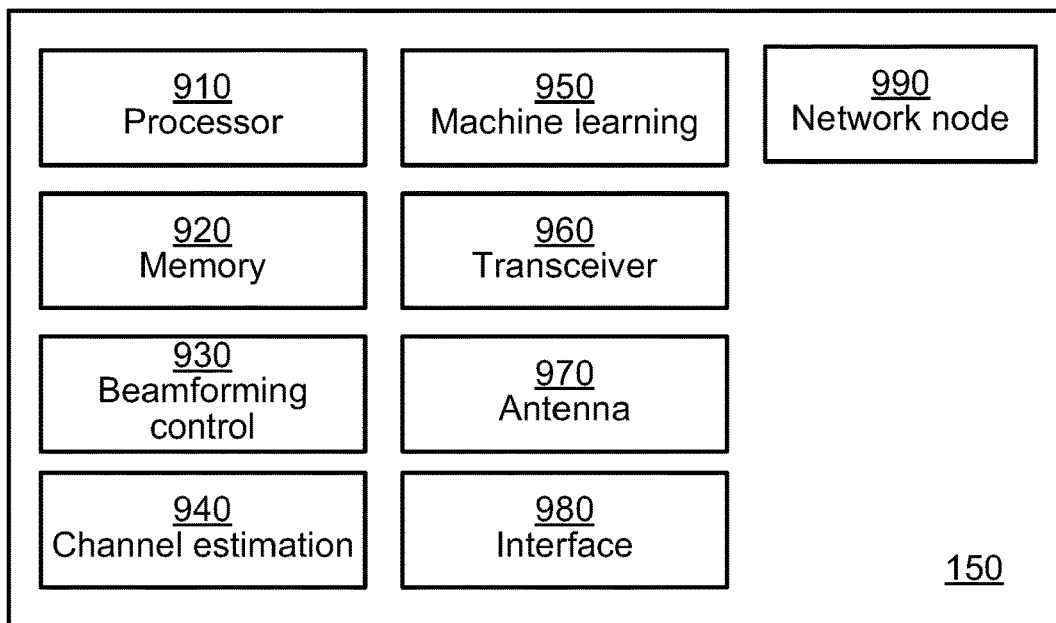 910
Processor
950
Machine learning
990
Network node
920
Memory
960
Transceiver
930
Beamforming
control
970
Antenna
940
Channel estimation
980
Interface
150